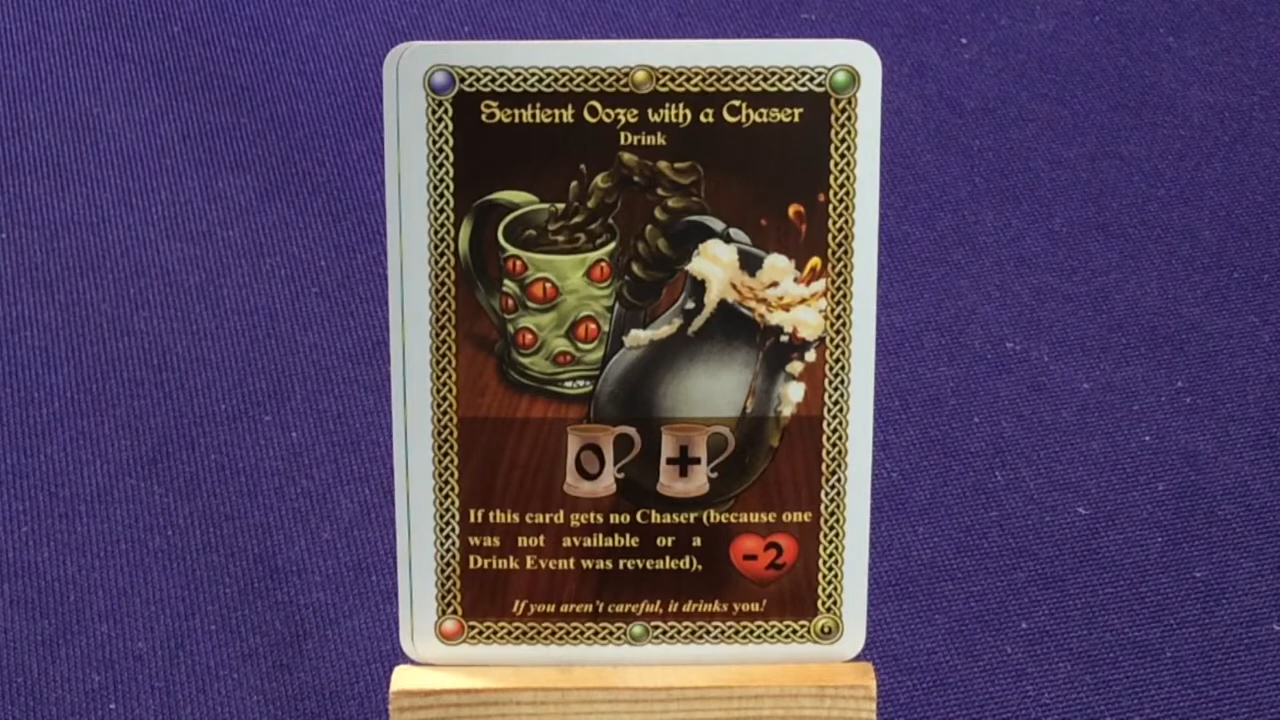 Sentient Ooze with a Chaser
Drink
0 +
If this card gets no Chaser (because one
was not available or a
Drink Event was revealed),
-2
If you aren't careful, it drinks you!
6